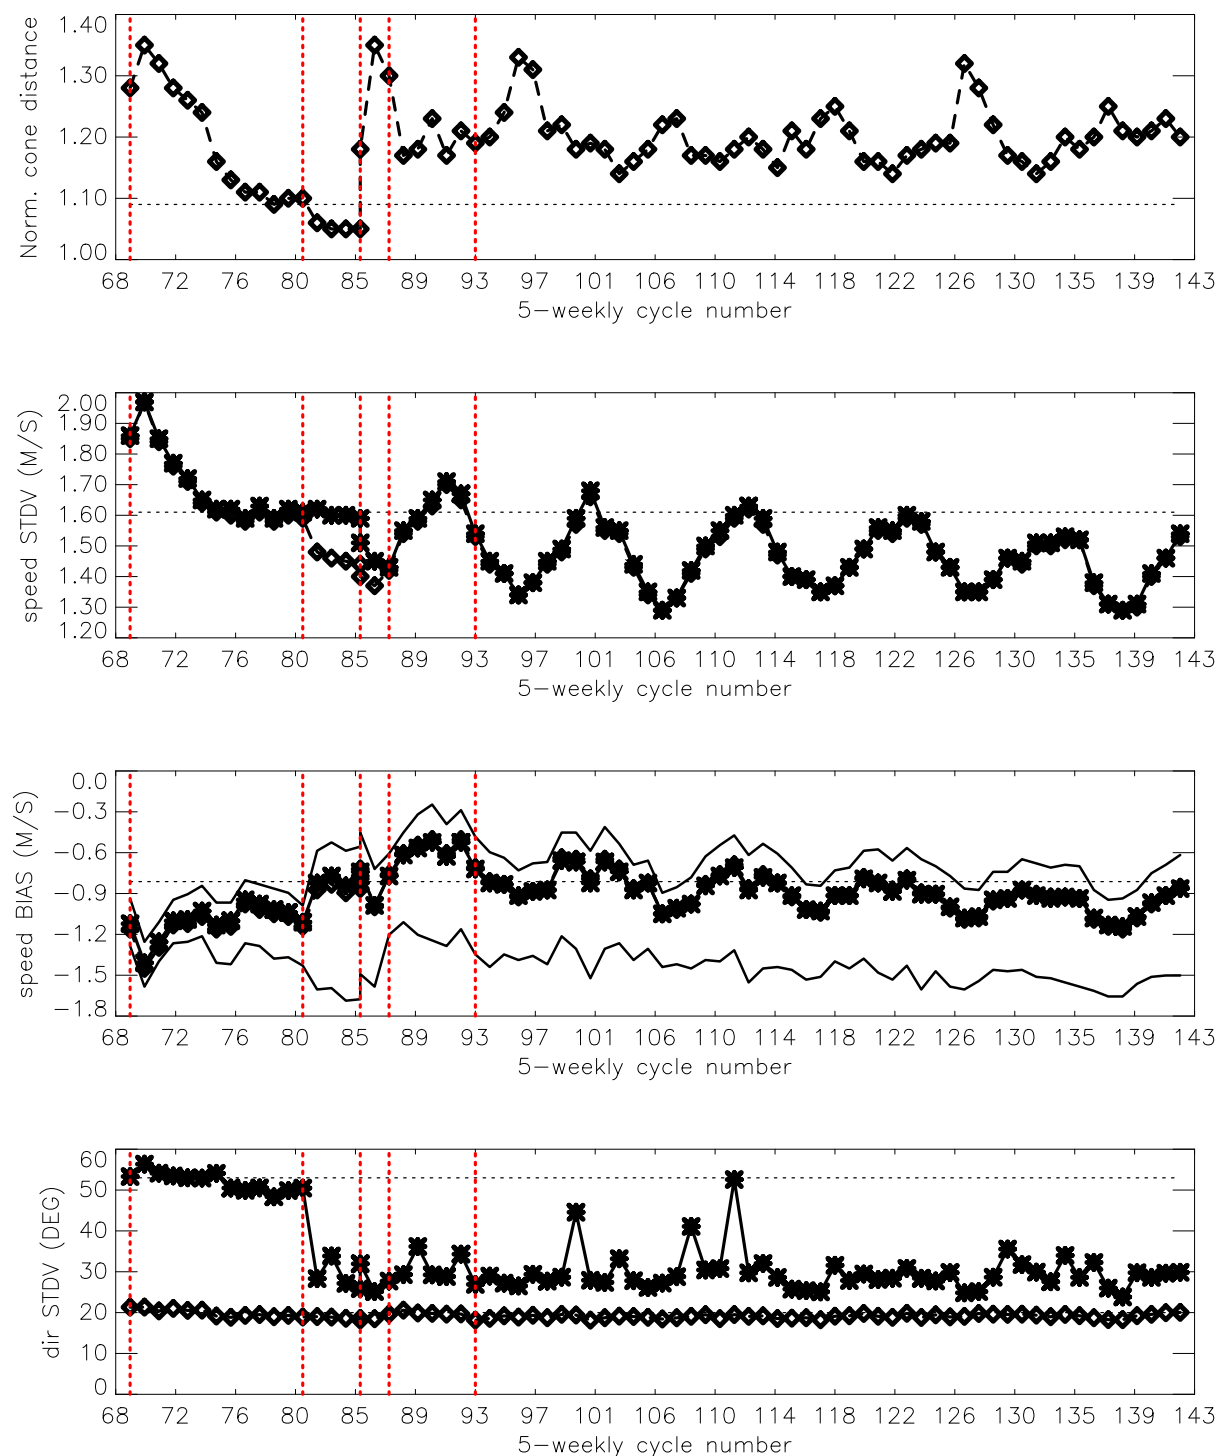 Norm. cone distance
1.40
1.30
1.20
1.10
1.00
68 72 76 80 85 89 93 97 101 106 110 114 118 122 126 130 135 139 143
5-weekly cycle number
speed STDV (M/S)
2.00
1.90
1.80
1.70
1.60
1.50
1.40
1.30
1.20
68 72 76 80 85 89 93 97 101 106 110 114 118 122 126 130 135 139 143
5-weekly cycle number
speed BIAS (M/S)
0.0
-0.3
-0.6
-0.9
-1.2
-1.5
-1.8
68 72 76 80 85 89 93 97 101 106 110 114 118 122 126 130 135 139 143
5-weekly cycle number
dir STDV (DEG)
60
50
40
30
20
10
0
68 72 76 80 85 89 93 97 101 106 110 114 118 122 126 130 135 139 143
5-weekly cycle number